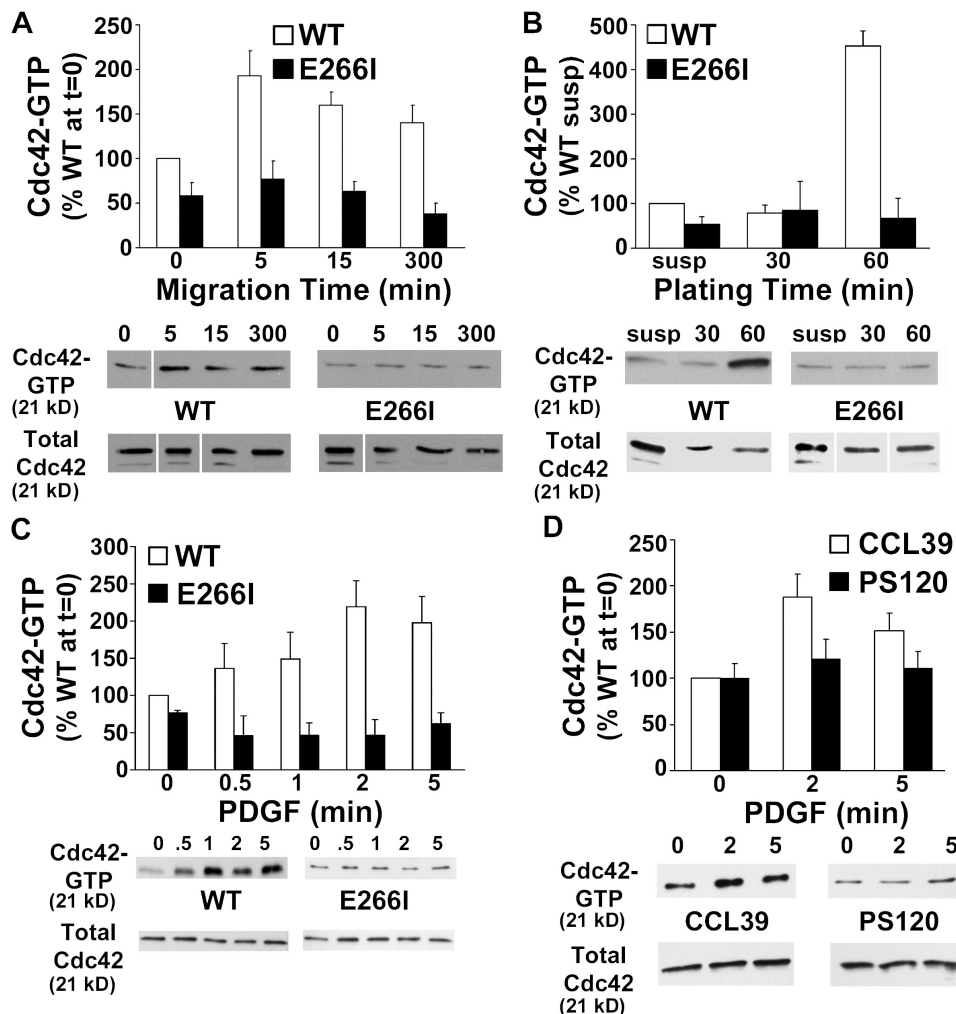 A
Cdc42-GTP
(% WT at t=0)
250
200
150
100
50
0
WT
E266I
0 5 15 300
Migration Time (min)
0 5 15 300 0 5 15 300
Cdc42-
GTP
(21 kD)
WT E266I
Total
Cdc42
(21 kD)
B
Cdc42-GTP
(% WT susp)
500
400
300
200
100
0
WT
E266I
susp 30 60
Plating Time (min)
susp 30 60 susp 30 60
Cdc42-
GTP
(21 kD)
WT E266I
Total
Cdc42
(21 kD)
C
Cdc42-GTP
(% WT at t=0)
300
250
200
150
100
50
0
WT
E266I
0 0.5 1 2 5
PDGF (min)
0 .5 1 2 5 0 .5 1 2 5
Cdc42-
GTP
(21 kD)
WT E266I
Total
Cdc42
(21 kD)
D
Cdc42-GTP
(% WT at t=0)
250
200
150
100
50
0
CCL39
PS120
0 2 5
PDGF (min)
0 2 5 0 2 5
Cdc42-
GTP
(21 kD)
CCL39 PS120
Total
Cdc42
(21 kD)